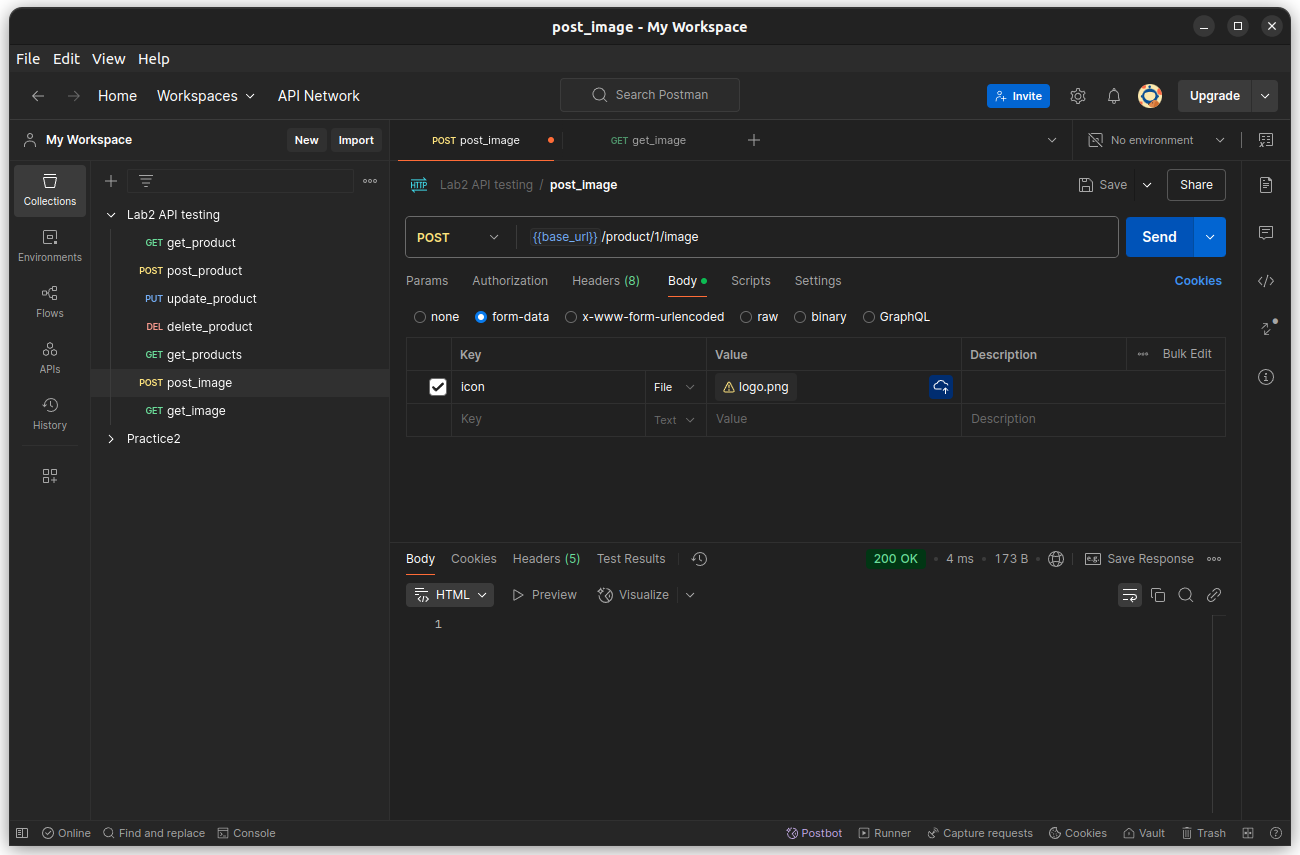 post_image - My Workspace
File Edit View Help
Home Workspaces API Network Search Postman Invite Upgrade
My Workspace New Import POST post_image GET get_image No environment
Collections
Environments
Flows
APIs
History
Lab2 API testing
GET get_product
POST post_product
PUT update_product
DEL delete_product
GET get_products
POST post_image
GET get_image
Practice2
HTTP Lab2 API testing / post_image Save Share
POST {{base_url}} /product/1/image Send
Params Authorization Headers (8) Body Scripts Settings Cookies
none form-data x-www-form-urlencoded raw binary GraphQL
Key Value Description Bulk Edit
icon File logo.png
Key Text Value Description
Body Cookies Headers (5) Test Results 200 OK 4 ms 173 B e.g. Save Response
HTML Preview Visualize
1
Online Find and replace Console Postbot Runner Capture requests Cookies Vault Trash